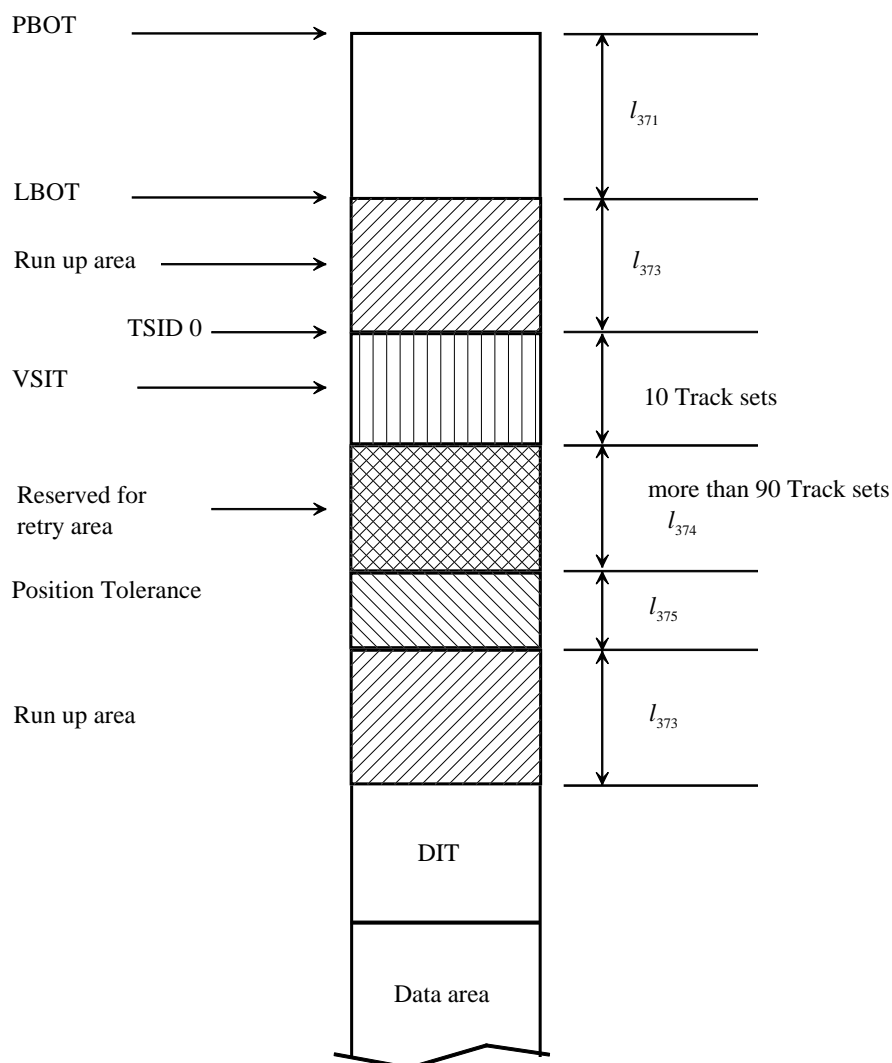 PBOT
l371
LBOT
Run up area
l373
TSID 0
VSIT
10 Track sets
Reserved for
retry area
more than 90 Track sets
l374
Position Tolerance
l375
Run up area
l373
DIT
Data area